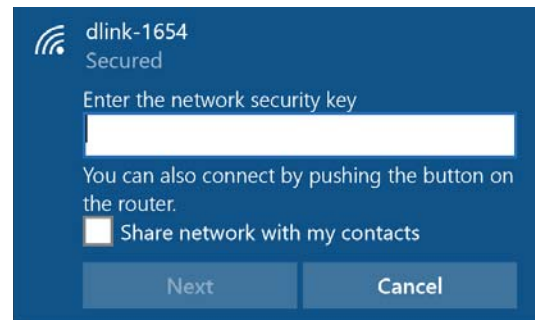 dlink-1654
Secured
Enter the network security key
You can also connect by pushing the button on
the router.
Share network with my contacts
Next
Cancel